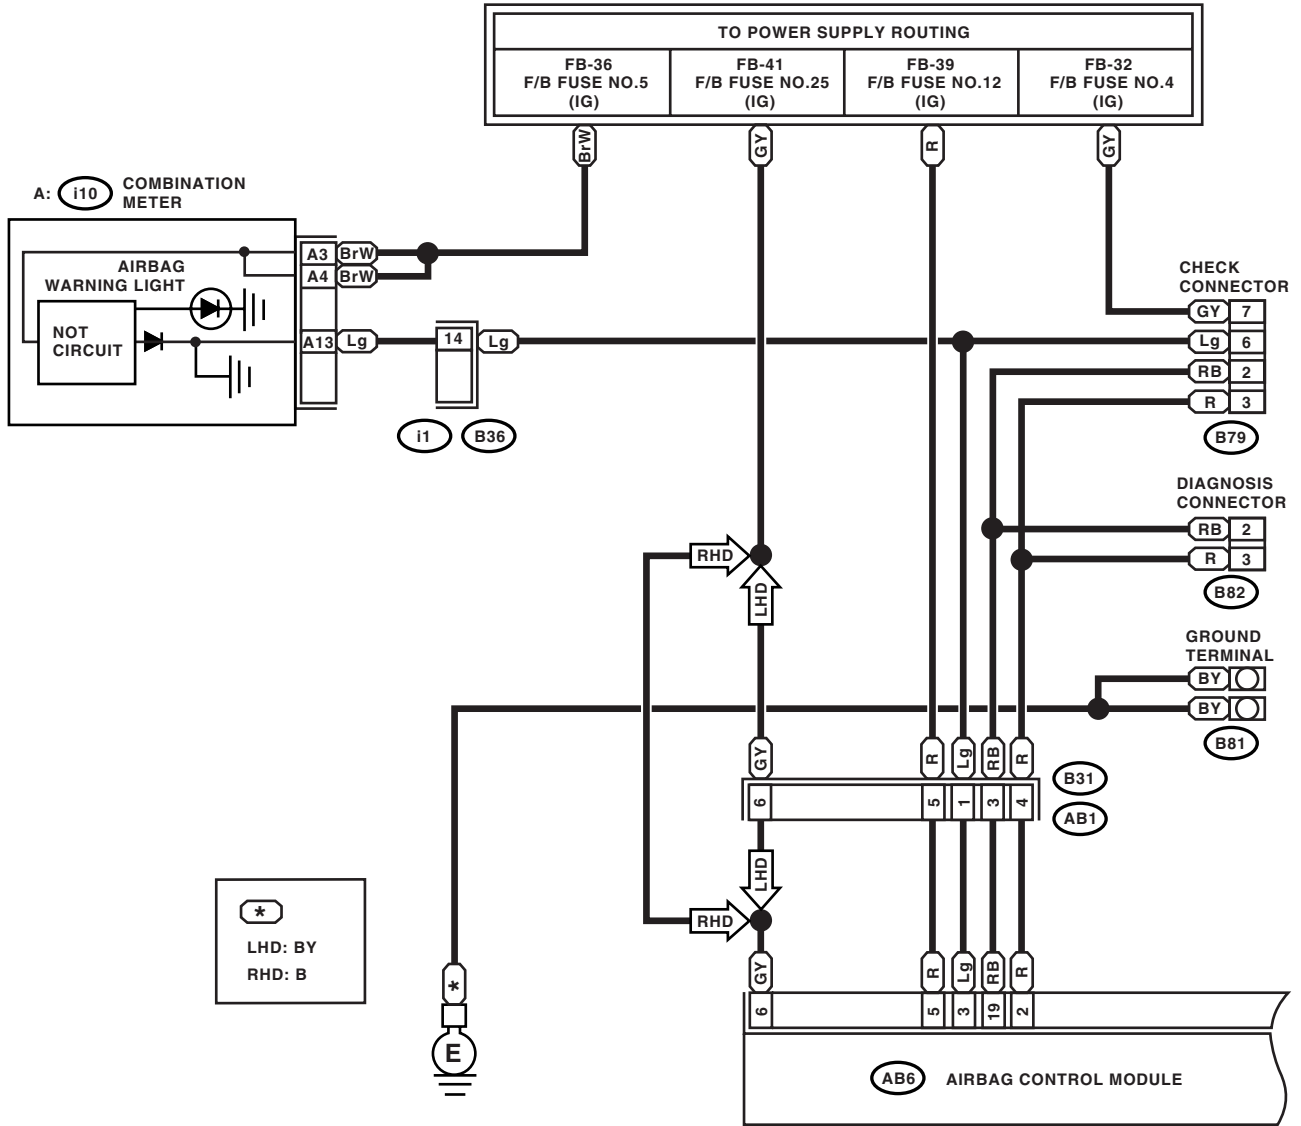 TO POWER SUPPLY ROUTING
FB-36
F/B FUSE NO.5
(IG)
FB-41
F/B FUSE NO.25
(IG)
FB-39
F/B FUSE NO.12
(IG)
FB-32
F/B FUSE NO.4
(IG)
BrW
GY
R
GY
A: i10 COMBINATION
METER
A3 BrW
A4 BrW
AIRBAG
WARNING LIGHT
NOT
CIRCUIT
A13 Lg
14 Lg
i1 B36
CHECK
CONNECTOR
GY 7
Lg 6
RB 2
R 3
B79
DIAGNOSIS
CONNECTOR
RB 2
R 3
B82
RHD
LHD
GROUND
TERMINAL
BY
BY
B81
GY R Lg RB R
B31
6 5 1 3 4
AB1
LHD
RHD
*
LHD: BY
RHD: B
GY R Lg RB R
*
6 5 3 19 2
E
AB6 AIRBAG CONTROL MODULE